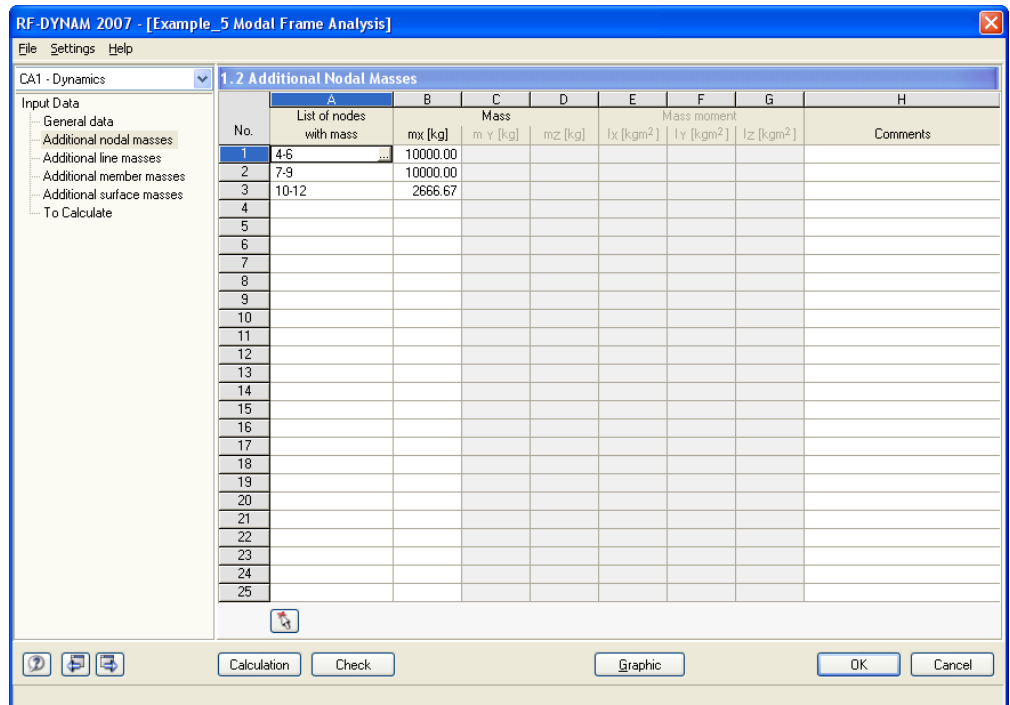 RF-DYNAM 2007 - [Example_5 Modal Frame Analysis]
File Settings Help
CA1 - Dynamics
1.2 Additional Nodal Masses
Input Data
General data
Additional nodal masses
Additional line masses
Additional member masses
Additional surface masses
To Calculate
A B C D E F G H
List of nodes Mass Mass moment
No. with mass mX [kg] m Y [kg] mZ [kg] IX [kgm²] I Y [kgm²] IZ [kgm²] Comments
1 4-6 ... 10000.00
2 7-9 10000.00
3 10-12 2666.67
4
5
6
7
8
9
10
11
12
13
14
15
16
17
18
19
20
21
22
23
24
25
Calculation Check Graphic OK Cancel